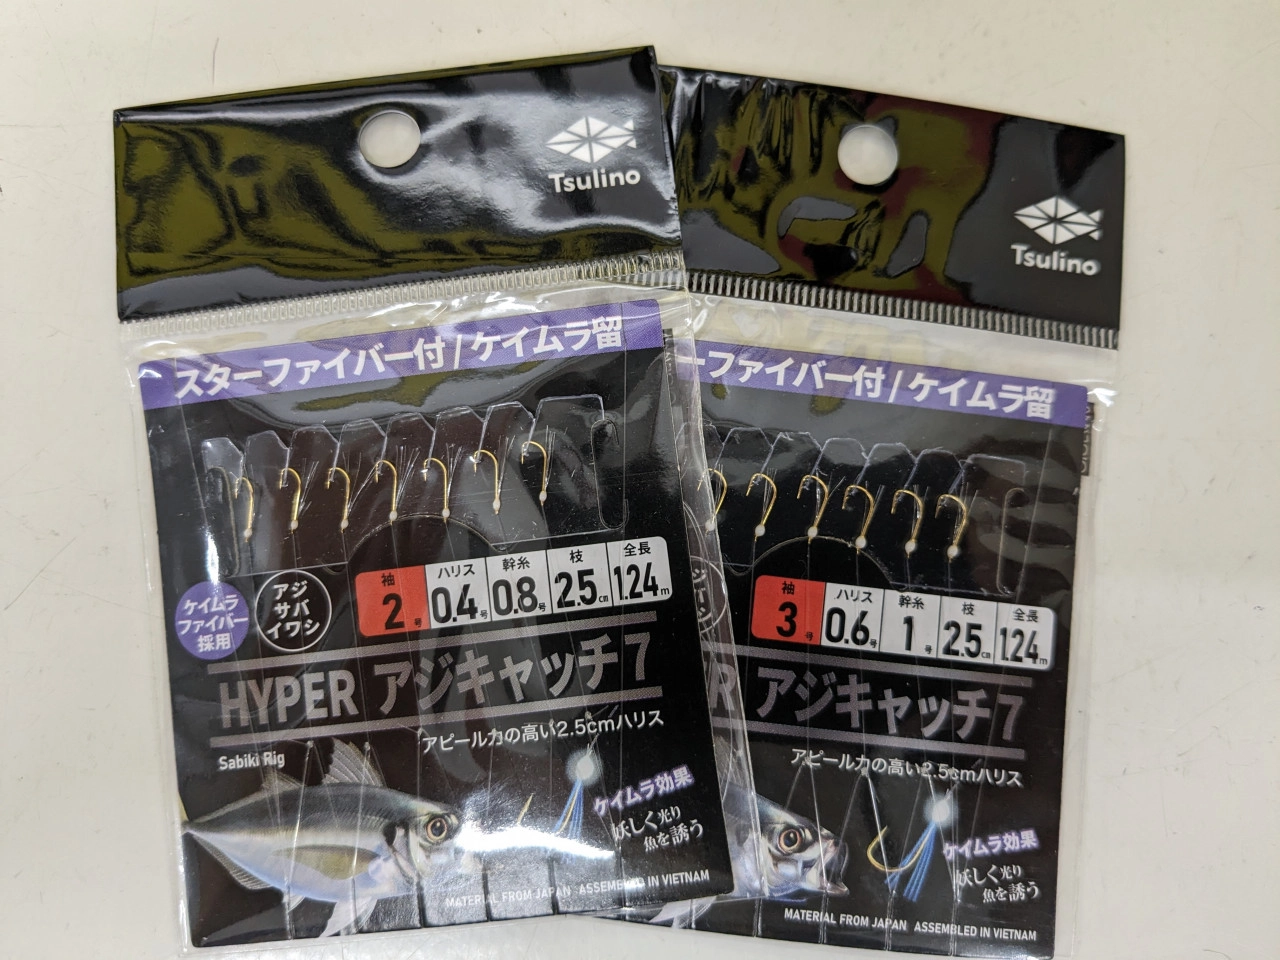 Tsulino
スターファイバー付/ケイムラ留
ケイムラ
ファイバー
採用
アジ
サバ
イワシ
袖 2号
ハリス 0.4号
幹糸 0.8号
枝 2.5cm
全長 1.24m
HYPER アジキャッチ7
アピール力の高い2.5cmハリス
Sabiki Rig
ケイムラ効果
妖しく光り
魚を誘う
MATERIAL FROM JAPAN ASSEMBLED IN VIETNAM
Tsulino
ーファイバー付/ケイムラ留
袖 3号
ハリス 0.6号
幹糸 1号
枝 2.5cm
全長 1.24m
R アジキャッチ7
アピール力の高い2.5cmハリス
ケイムラ効果
妖しく光り
魚を誘う
MATERIAL FROM JAPAN ASSEMBLED IN VIETNAM